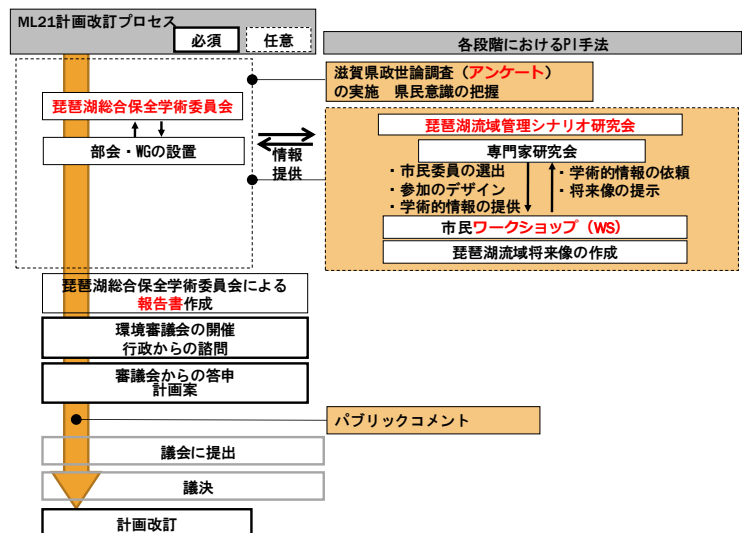 ML21計画改訂プロセス
必須
任意
各段階におけるPI手法
滋賀県政世論調査（アンケート）
の実施　県民意識の把握
琵琶湖総合保全学術委員会
部会・WGの設置
情報
提供
琵琶湖流域管理シナリオ研究会
専門家研究会
・市民委員の選出
・参加のデザイン
・学術的情報の提供
・学術的情報の依頼
・将来像の提示
市民ワークショップ（WS）
琵琶湖流域将来像の作成
琵琶湖総合保全学術委員会による
報告書作成
環境審議会の開催
行政からの諮問
審議会からの答申
計画案
パブリックコメント
議会に提出
議決
計画改訂